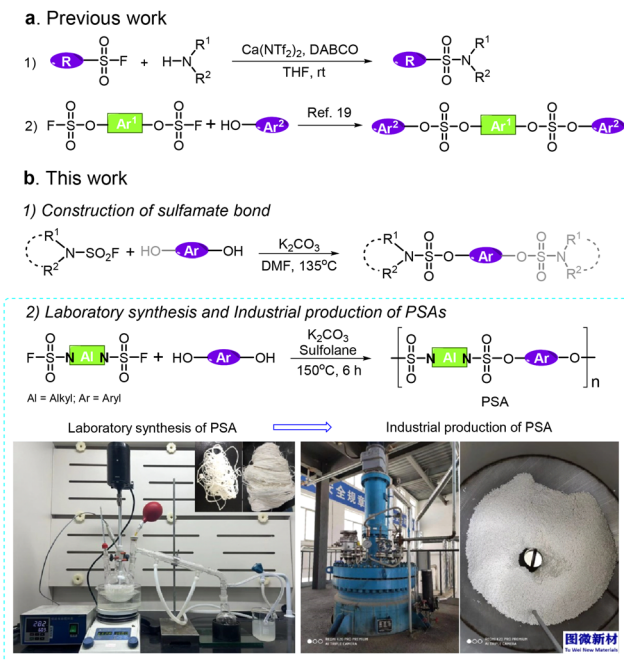 a. Previous work
1) R S F O O + H N R1 R2 Ca(NTf2)2, DABCO THF, rt R S N O O R1 R2
2) F S O Ar1 O S F O O O O + HO Ar2 Ref. 19 Ar2 O S O Ar1 O S O Ar2 O O O O
b. This work
1) Construction of sulfamate bond
R1 R2 N SO2F + HO Ar OH K2CO3 DMF, 135oC R1 R2 N S O Ar O S N R1 R2 O O O O
2) Laboratory synthesis and Industrial production of PSAs
F S N Al N S F O O O O + HO Ar OH K2CO3 Sulfolane 150oC, 6 h S N Al N S O Ar O n O O O O
Al = Alkyl; Ar = Aryl
PSA
Laboratory synthesis of PSA
Industrial production of PSA
图微新材
Tu Wei New Materials